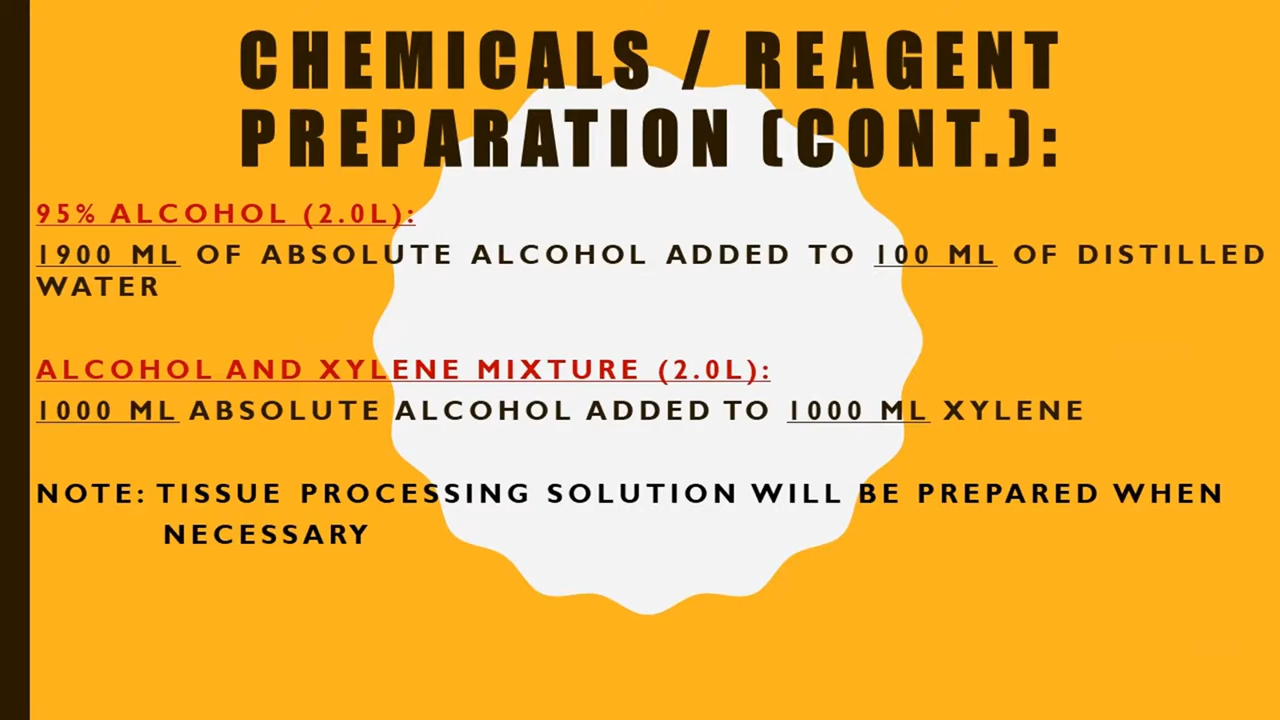 CHEMICALS / REAGENT
PREPARATION (CONT.):
95% ALCOHOL (2.0L):
1900 ML OF ABSOLUTE ALCOHOL ADDED TO 100 ML OF DISTILLED
WATER
ALCOHOL AND XYLENE MIXTURE (2.0L):
1000 ML ABSOLUTE ALCOHOL ADDED TO 1000 ML XYLENE
NOTE: TISSUE PROCESSING SOLUTION WILL BE PREPARED WHEN
NECESSARY